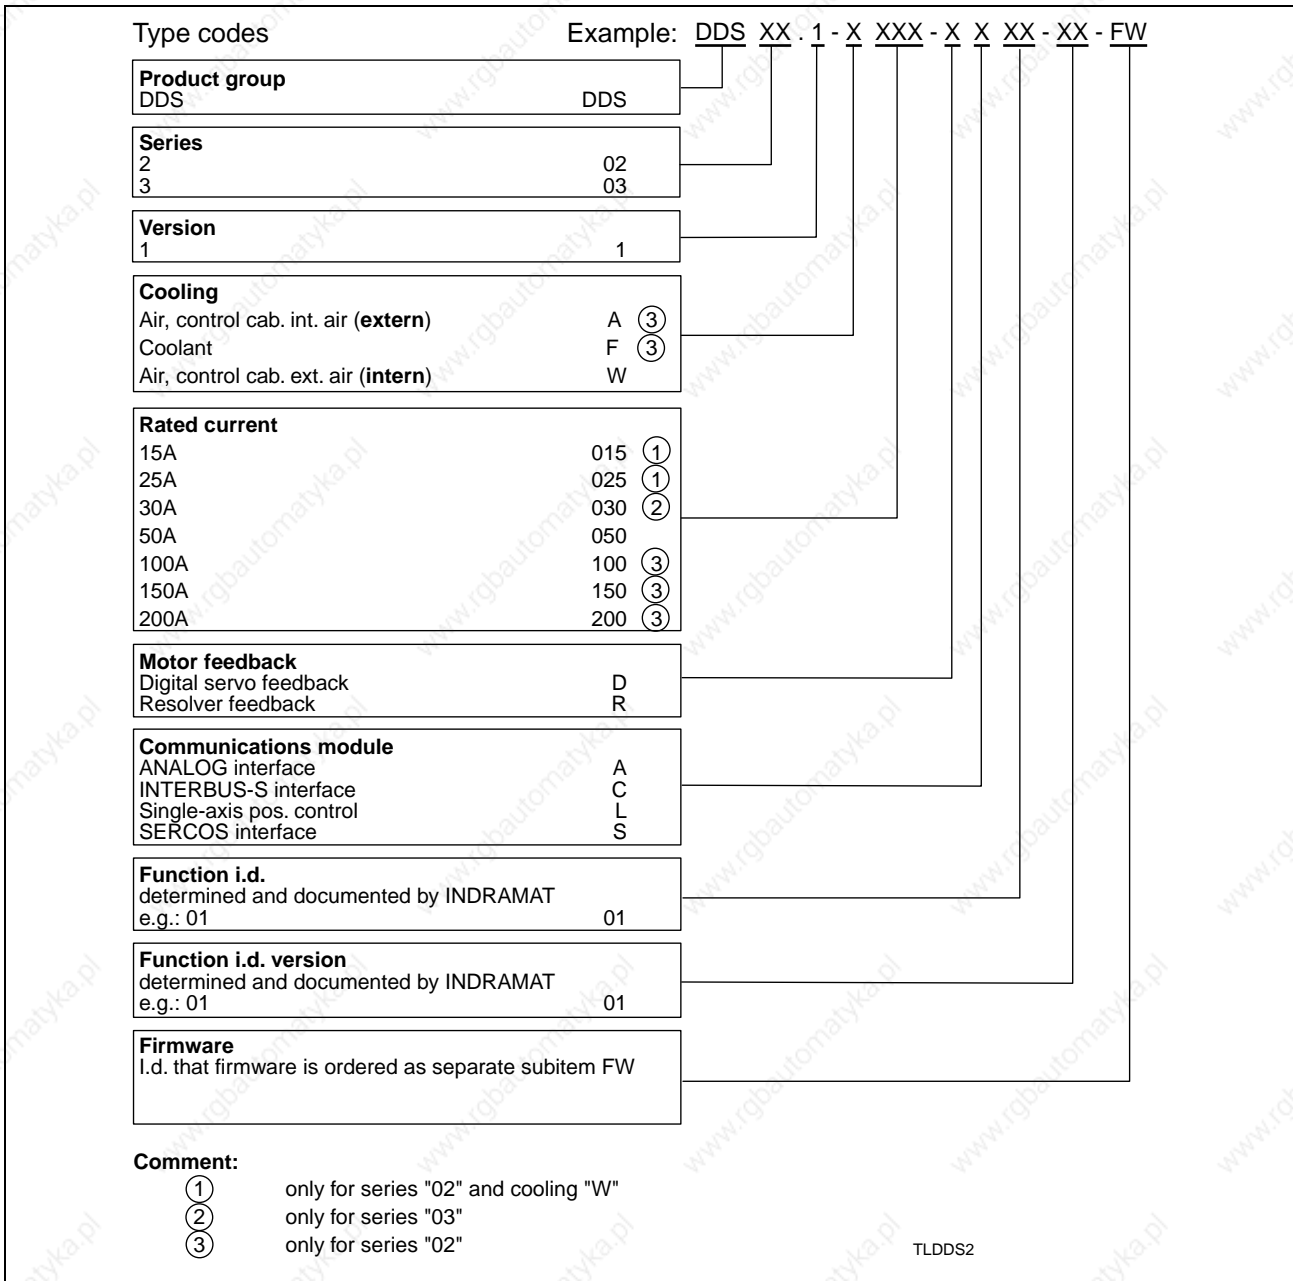 Type codes Example: DDS XX . 1 - X XXX - X X XX - XX - FW
Product group
DDS DDS
Series
2 02
3 03
Version
1 1
Cooling
Air, control cab. int. air (extern) A 3
Coolant F 3
Air, control cab. ext. air (intern) W
Rated current
15A 015 1
25A 025 1
30A 030 2
50A 050
100A 100 3
150A 150 3
200A 200 3
Motor feedback
Digital servo feedback D
Resolver feedback R
Communications module
ANALOG interface A
INTERBUS-S interface C
Single-axis pos. control L
SERCOS interface S
Function i.d.
determined and documented by INDRAMAT
e.g.: 01 01
Function i.d. version
determined and documented by INDRAMAT
e.g.: 01 01
Firmware
I.d. that firmware is ordered as separate subitem FW
Comment:
1 only for series "02" and cooling "W"
2 only for series "03"
3 only for series "02"
TLDDS2
www.rgbautomatyka.pl